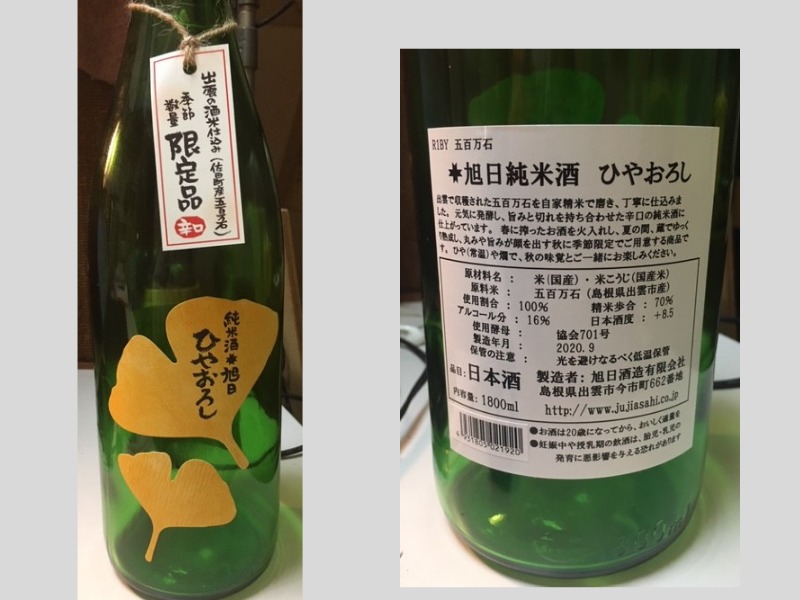 出雲の酒米仕込み(佐田町産五百万石)
季節
数量
限定品
辛口
純米酒✷旭日
ひやおろし
R1BY 五百万石
✷旭日純米酒 ひやおろし
出雲で収穫された五百万石を自家精米で磨き、丁寧に仕込みま
した。元気に発酵し、旨みと切れを持ち合わせた辛口の純米酒に
仕上がっています。春に搾ったお酒を火入れし、夏の間、蔵でゆっく
り熟成し、丸みや旨みが顔を出す秋に季節限定でご用意する商品で
す。ひや(常温)や燗で、秋の味覚とご一緒にお楽しみください。
原材料名: 米(国産)・米こうじ(国産米)
原料米: 五百万石(島根県出雲市産)
使用割合: 100% 精米歩合: 70%
アルコール分: 16% 日本酒度: +8.5
使用酵母: 協会701号
製造年月: 2020.9
保管の注意: 光を避けなるべく低温保管
品目: 日本酒 製造者: 旭日酒造有限会社
島根県出雲市今市町662番地
内容量: 1800ml http://www.jujiasahi.co.jp
4 931805 021920
●お酒は20歳になってから、おいしく適量を
●妊娠中や授乳期の飲酒は、胎児・乳児の
発育に悪影響を与える恐れがあります